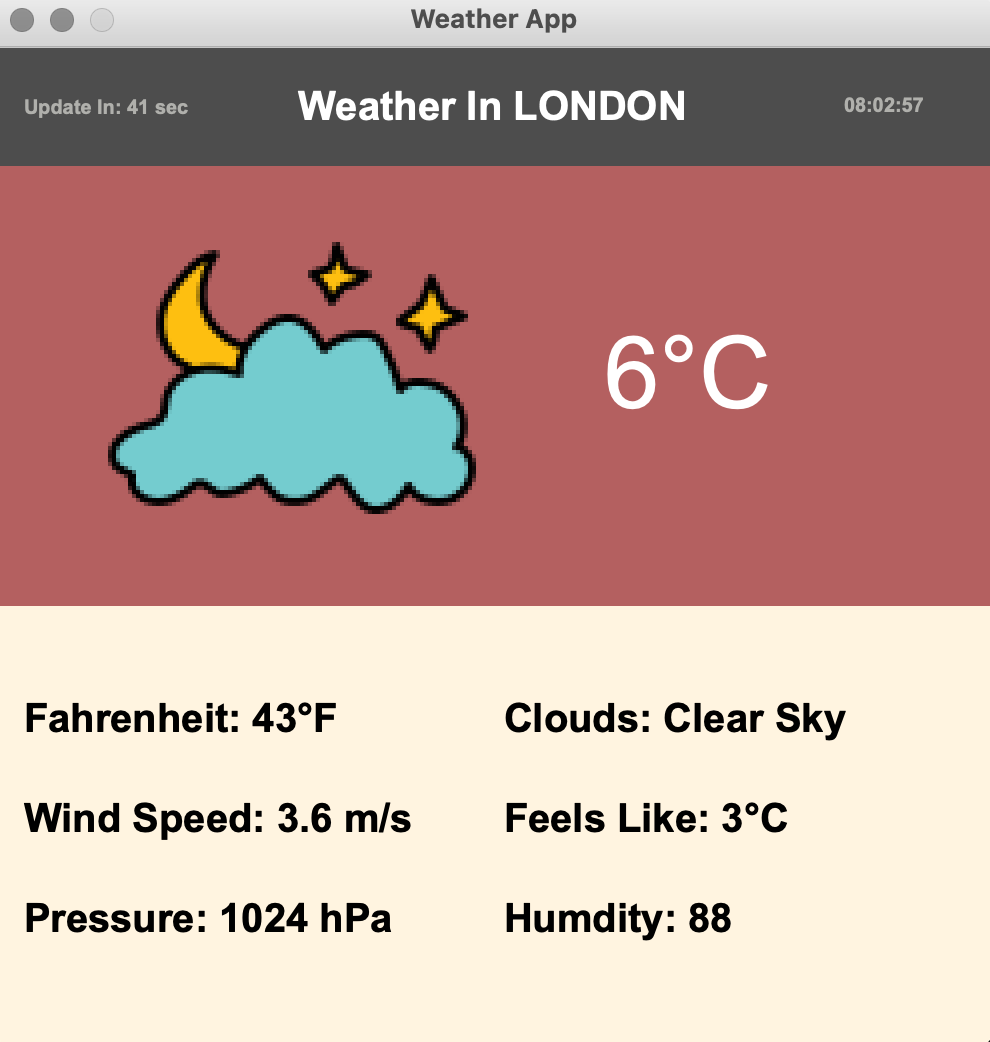 Weather App
Update In: 41 sec
Weather In LONDON
08:02:57
6°C
Fahrenheit: 43°F
Clouds: Clear Sky
Wind Speed: 3.6 m/s
Feels Like: 3°C
Pressure: 1024 hPa
Humdity: 88